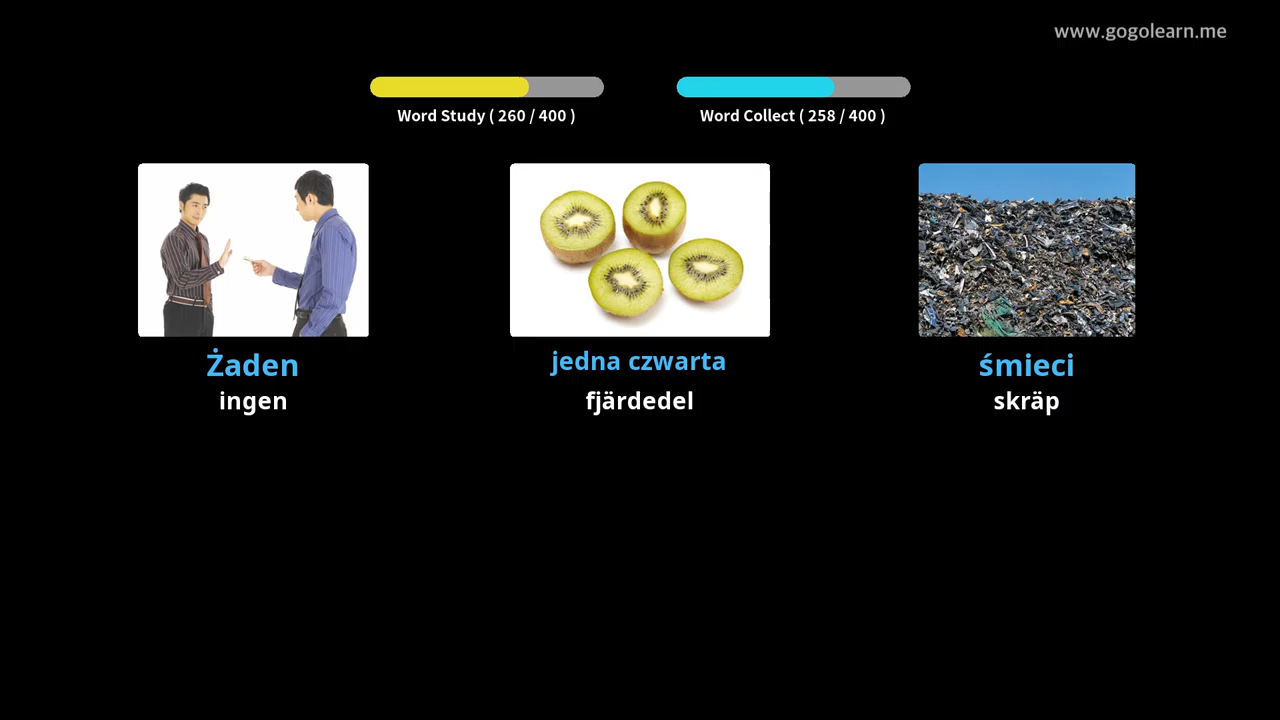 www.gogolearn.me
Word Study ( 260 / 400 )
Word Collect ( 258 / 400 )
Żaden
ingen
jedna czwarta
fjärdedel
śmieci
skräp